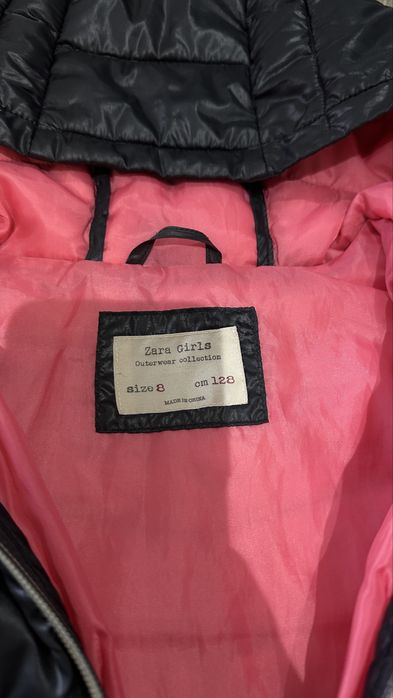 Zara Girls
Outerwear collection
size 8 cm 128
MADE IN CHINA